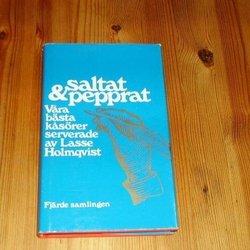 saltat
& pepprat
Våra
bästa
kåsörer
serverade
av Lasse
Holmqvist
Fjärde samlingen